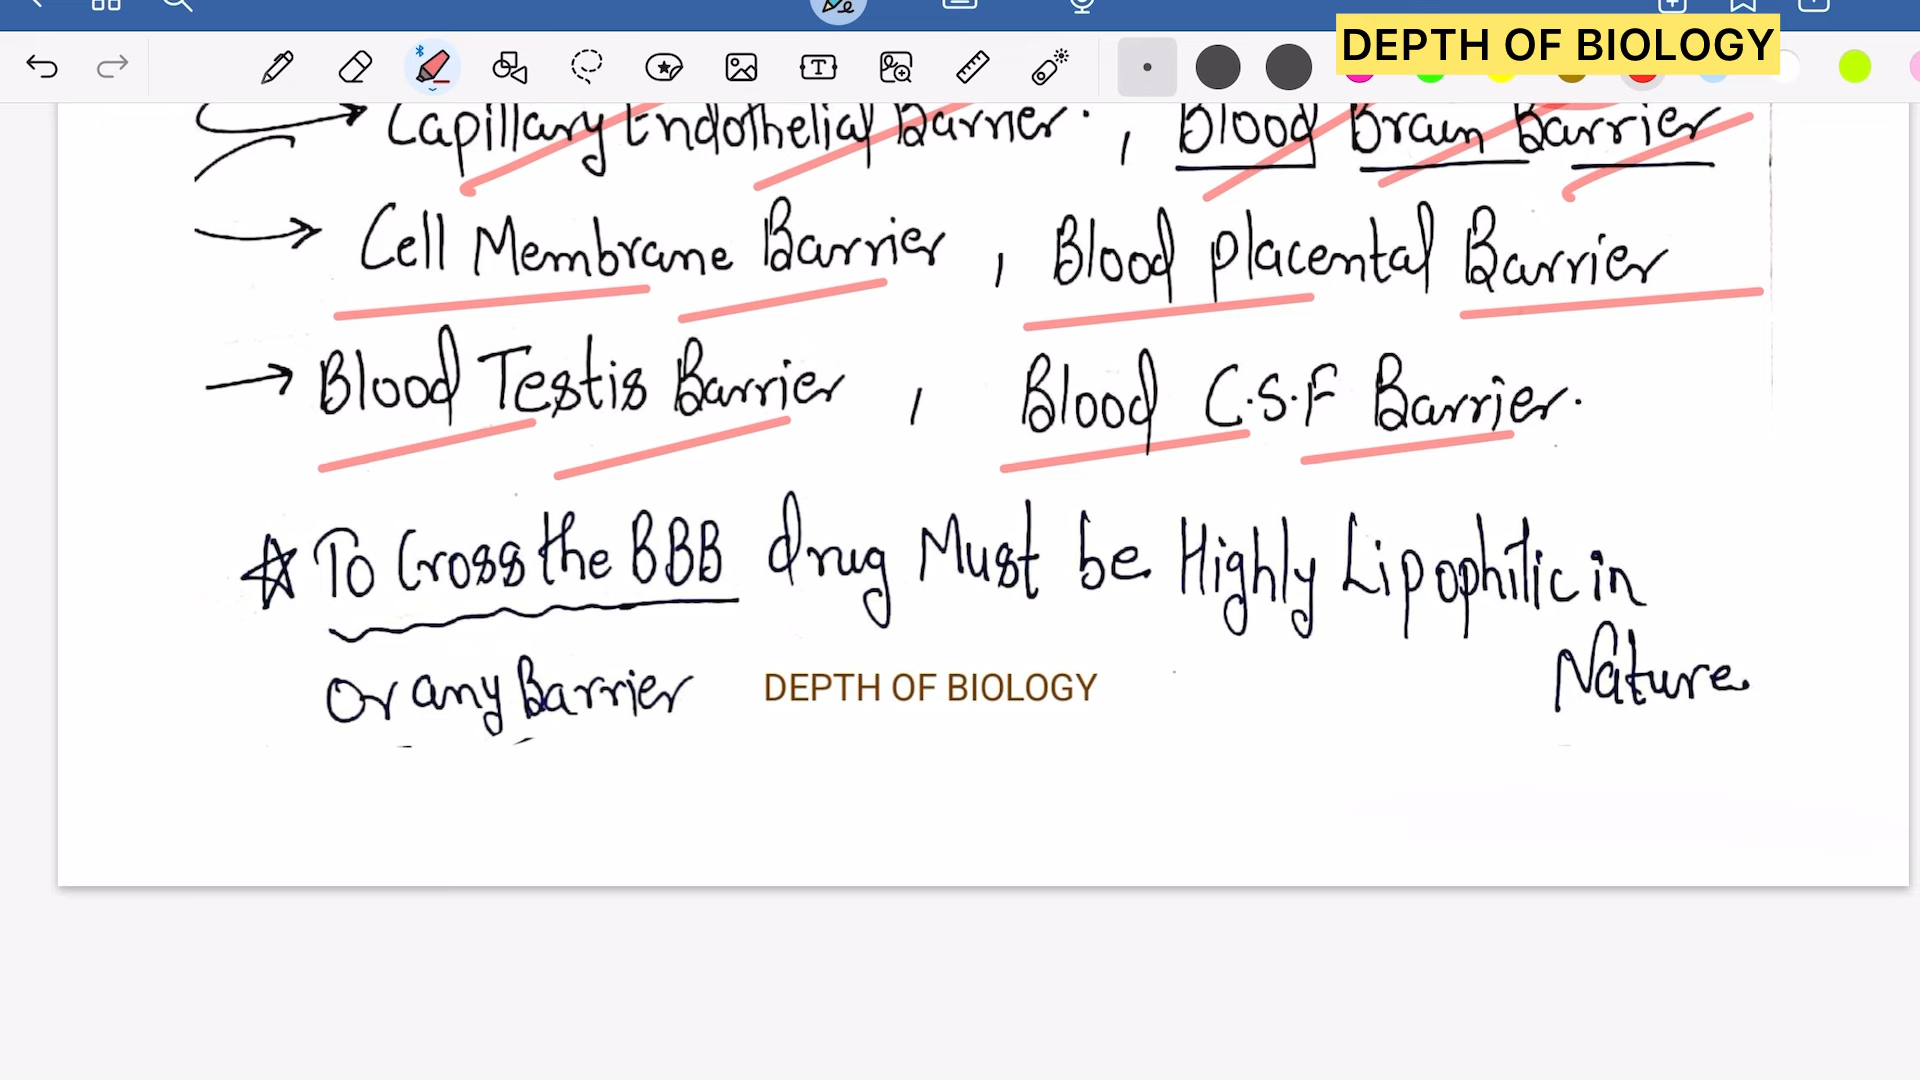 DEPTH OF BIOLOGY
→ Capillary Endothelial Barrier. , Blood Brain Barrier
→ Cell Membrane Barrier , Blood placental Barrier
→ Blood Testis Barrier , Blood C.S.F Barrier.
☆ To Cross the BBB drug Must be Highly Lipophilic in
or any Barrier DEPTH OF BIOLOGY Nature.